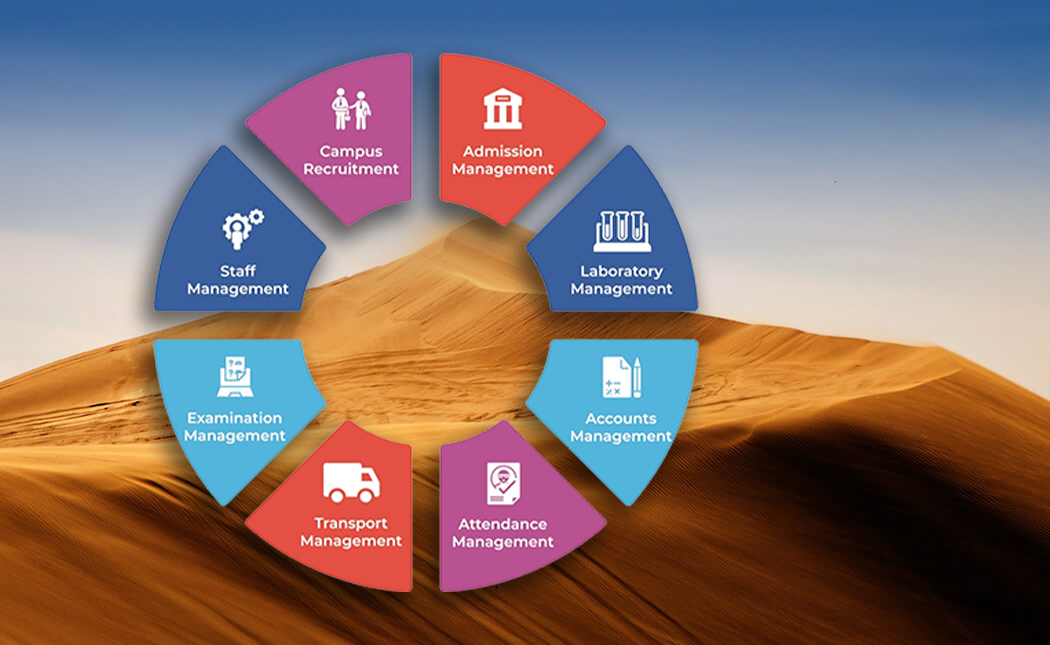 Campus
Recruitment
Admission
Management
Staff
Management
Laboratory
Management
Examination
Management
Accounts
Management
Transport
Management
Attendance
Management